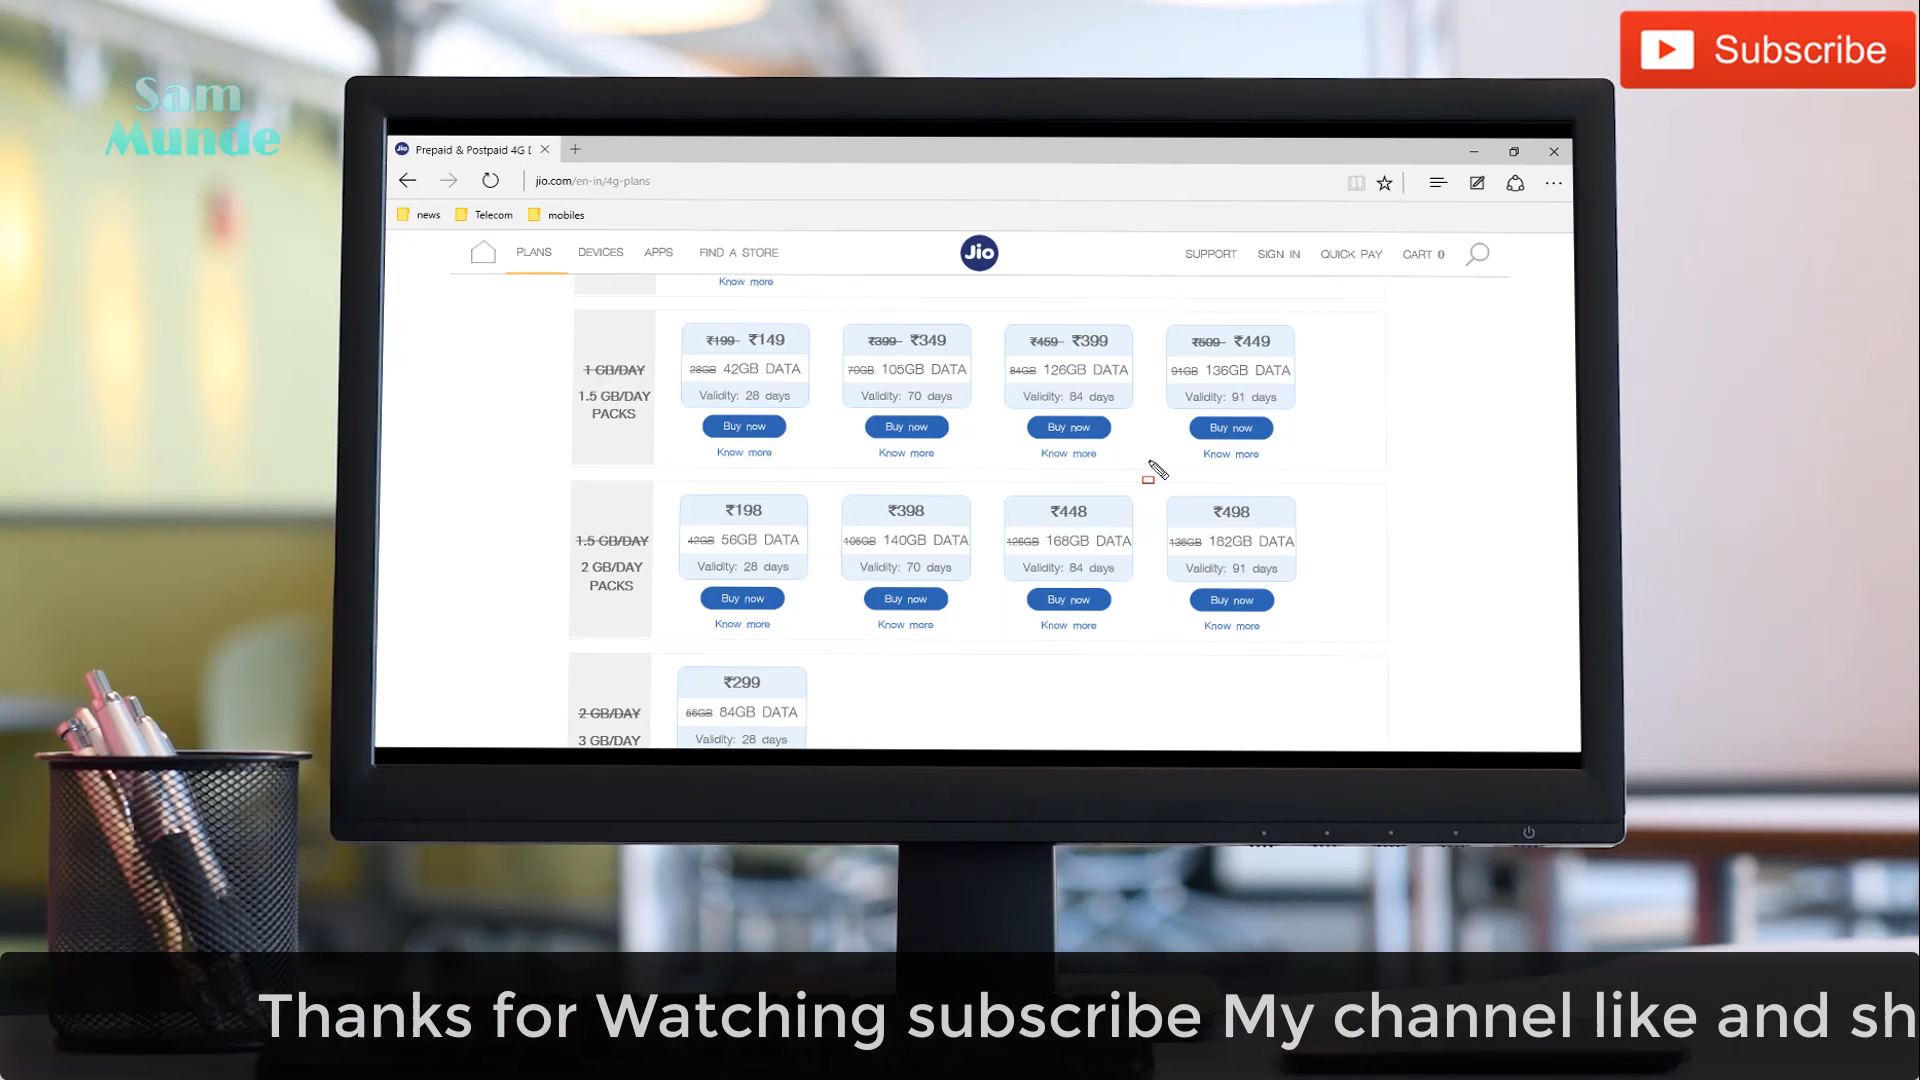 Subscribe
Sam
Munde
Prepaid & Postpaid 4G D
jio.com/en-in/4g-plans
news Telecom mobiles
PLANS DEVICES APPS FIND A STORE Jio SUPPORT SIGN IN QUICK PAY CART 0
Know more
1 GB/DAY
1.5 GB/DAY
PACKS
₹199 ₹149
28GB 42GB DATA
Validity: 28 days
Buy now
Know more
₹399 ₹349
70GB 105GB DATA
Validity: 70 days
Buy now
Know more
₹459 ₹399
84GB 126GB DATA
Validity: 84 days
Buy now
Know more
₹509 ₹449
91GB 136GB DATA
Validity: 91 days
Buy now
Know more
1.5 GB/DAY
2 GB/DAY
PACKS
₹198
42GB 56GB DATA
Validity: 28 days
Buy now
Know more
₹398
105GB 140GB DATA
Validity: 70 days
Buy now
Know more
₹448
126GB 168GB DATA
Validity: 84 days
Buy now
Know more
₹498
136GB 182GB DATA
Validity: 91 days
Buy now
Know more
2 GB/DAY
3 GB/DAY
₹299
56GB 84GB DATA
Validity: 28 days
Thanks for Watching subscribe My channel like and sh